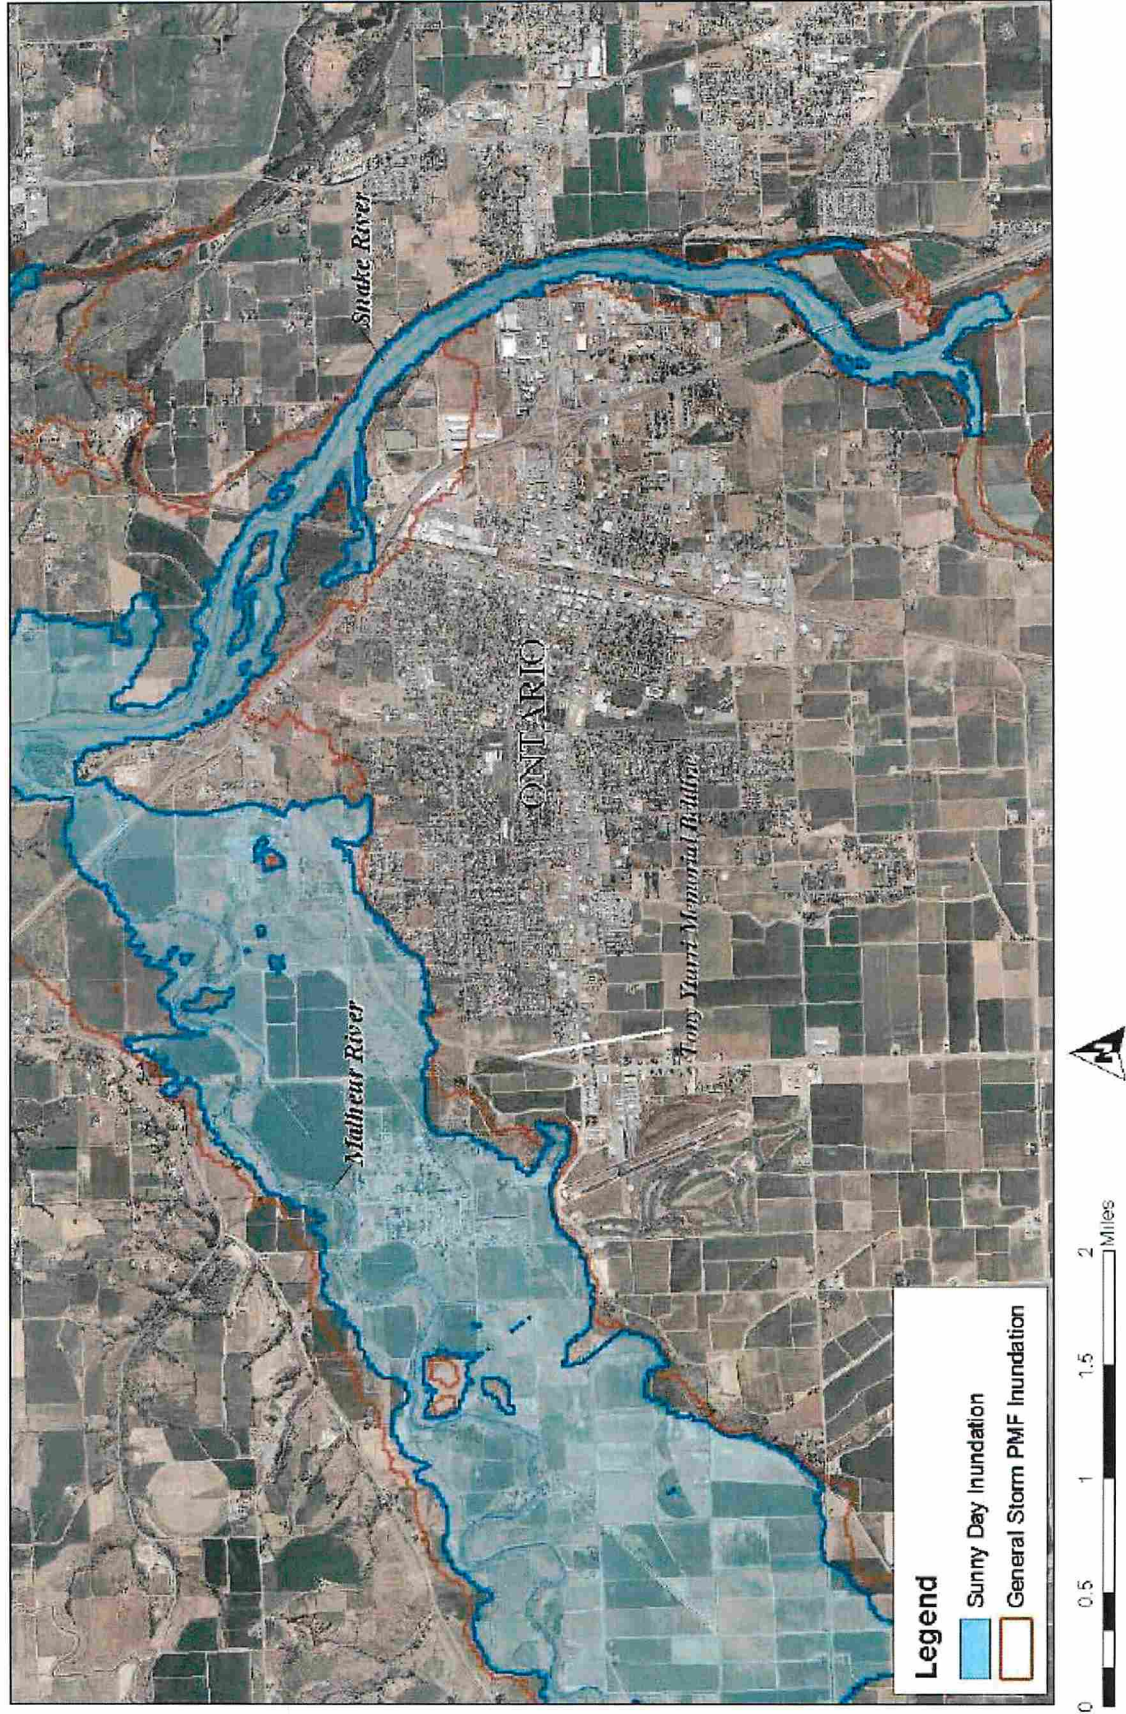 Snake River
ONTARIO
Malheur River
Tony Yturri Memorial Beltline
Legend
Sunny Day Inundation
General Storm PMF Inundation
0 0.5 1 1.5 2
Miles
N